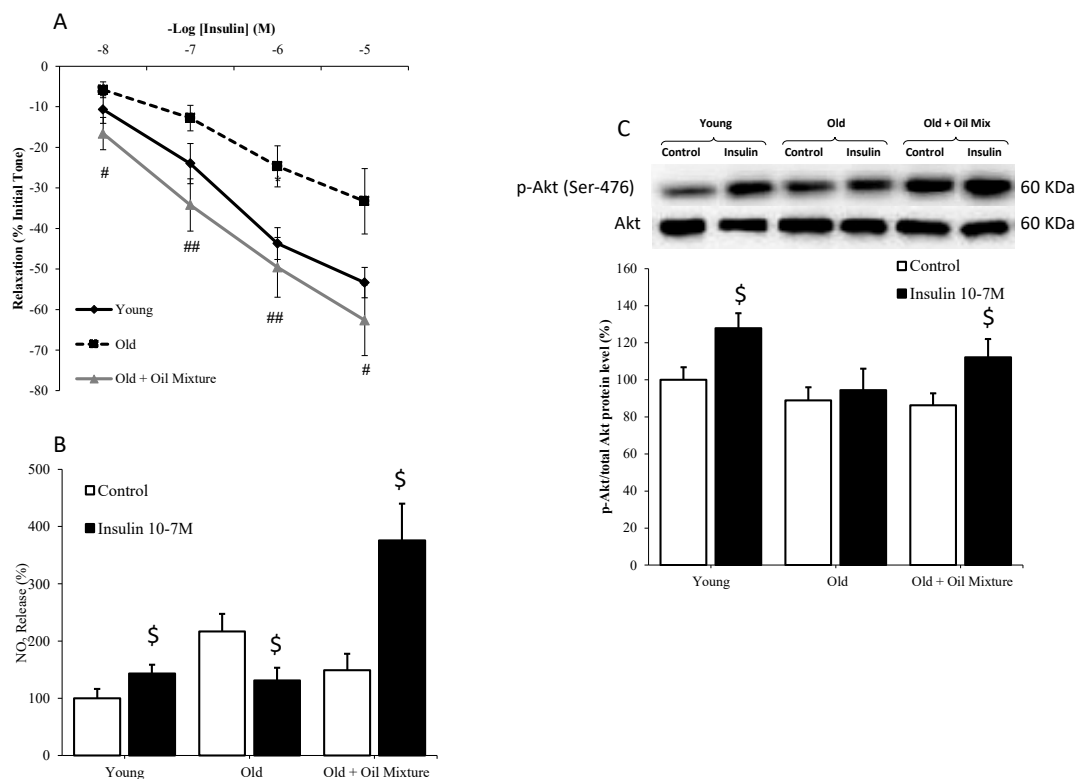 A
-Log [Insulin] (M)
-8 -7 -6 -5
0
-10
-20
-30
-40
-50
-60
-70
-80
Relaxation (% Initial Tone)
#
##
##
#
Young
Old
Old + Oil Mixture
B
500
400
300
200
100
0
NO₂ Release (%)
Control
Insulin 10-7M
$
$
$
Young Old Old + Oil Mixture
C
Young Old Old + Oil Mix
Control Insulin Control Insulin Control Insulin
p-Akt (Ser-476) 60 KDa
Akt 60 KDa
160
140
120
100
80
60
40
20
0
p-Akt/total Akt protein level (%)
Control
Insulin 10-7M
$
$
Young Old Old + Oil Mixture